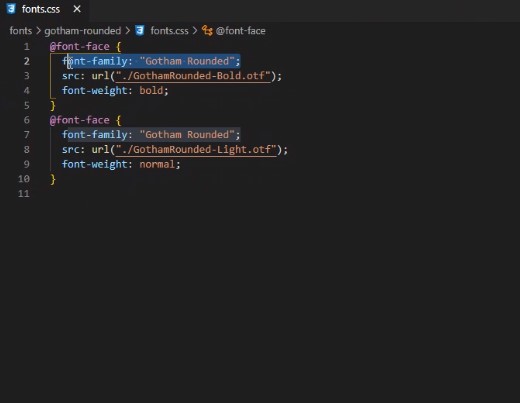 fonts.css ×
fonts > gotham-rounded > fonts.css > @font-face
1 @font-face {
2 font-family: "Gotham Rounded";
3 src: url("./GothamRounded-Bold.otf");
4 font-weight: bold;
5 }
6 @font-face {
7 font-family: "Gotham Rounded";
8 src: url("./GothamRounded-Light.otf");
9 font-weight: normal;
10 }
11